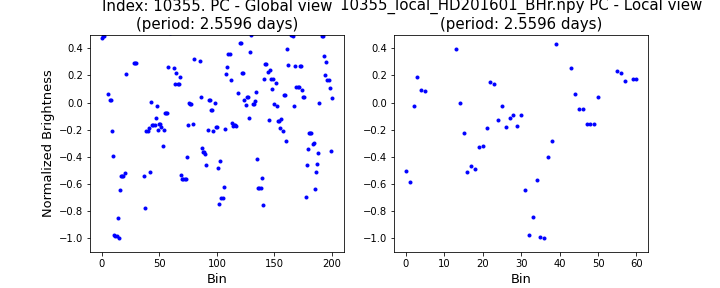 Index: 10355. PC - Global view
(period: 2.5596 days)
10355_local_HD201601_BHr.npy PC - Local view
(period: 2.5596 days)
Normalized Brightness
0.4
0.2
0.0
−0.2
−0.4
−0.6
−0.8
−1.0
0 50 100 150 200
Bin
0.4
0.2
0.0
−0.2
−0.4
−0.6
−0.8
−1.0
0 10 20 30 40 50 60
Bin